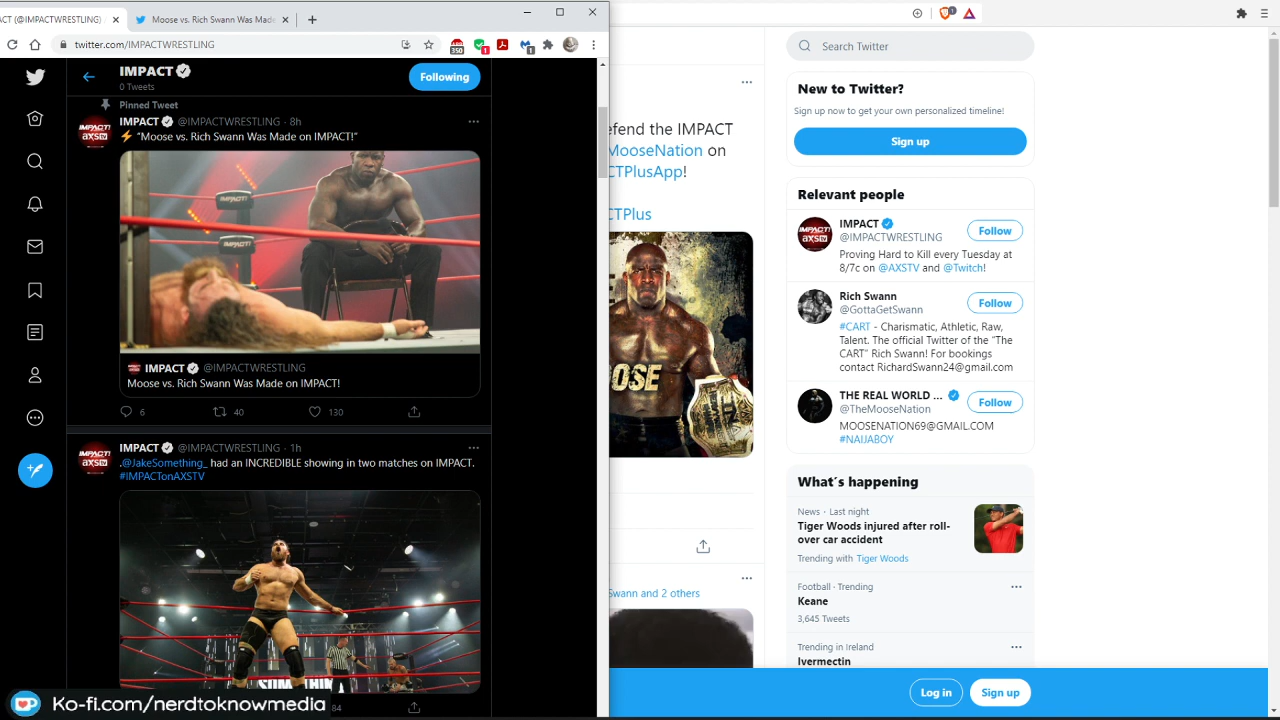 ACT (@IMPACTWRESTLING) /
Moose vs. Rich Swann Was Made
twitter.com/IMPACTWRESTLING
350
1
1
IMPACT
0 Tweets
Following
Pinned Tweet
IMPACT @IMPACTWRESTLING · 8h
⚡ “Moose vs. Rich Swann Was Made on IMPACT!”
IMPACT @IMPACTWRESTLING
Moose vs. Rich Swann Was Made on IMPACT!
6
40
130
IMPACT @IMPACTWRESTLING · 1h
.@JakeSomething_ had an INCREDIBLE showing in two matches on IMPACT.
#IMPACTonAXSTV
84
Ko-fi.com/nerdtoknowmedia
efend the IMPACT
MooseNation on
CTPlusApp!
CTPlus
OOSE
Swann and 2 others
1
Search Twitter
New to Twitter?
Sign up now to get your own personalized timeline!
Sign up
Relevant people
IMPACT
@IMPACTWRESTLING
Follow
Proving Hard to Kill every Tuesday at
8/7c on @AXSTV and @Twitch!
Rich Swann
@GottaGetSwann
Follow
#CART - Charismatic, Athletic, Raw,
Talent. The official Twitter of the "The
CART" Rich Swann! For bookings
contact RichardSwann24@gmail.com
THE REAL WORLD ...
@TheMooseNation
Follow
MOOSENATION69@GMAIL.COM
#NAIJABOY
What's happening
News · Last night
Tiger Woods injured after roll-
over car accident
Trending with Tiger Woods
Football · Trending
Keane
3,645 Tweets
Trending in Ireland
Ivermectin
Log in
Sign up